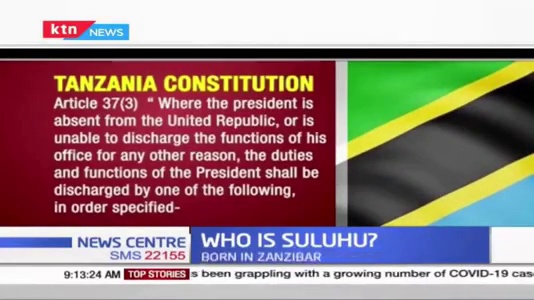 ktn NEWS
TANZANIA CONSTITUTION
Article 37(3) “ Where the president is
absent from the United Republic, or is
unable to discharge the functions of his
office for any other reason, the duties
and functions of the President shall be
discharged by one of the following,
in order specified-
NEWS CENTRE
SMS 22155
WHO IS SULUHU?
BORN IN ZANZIBAR
9:13:24 AM TOP STORIES s been grappling with a growing number of COVID-19 cas